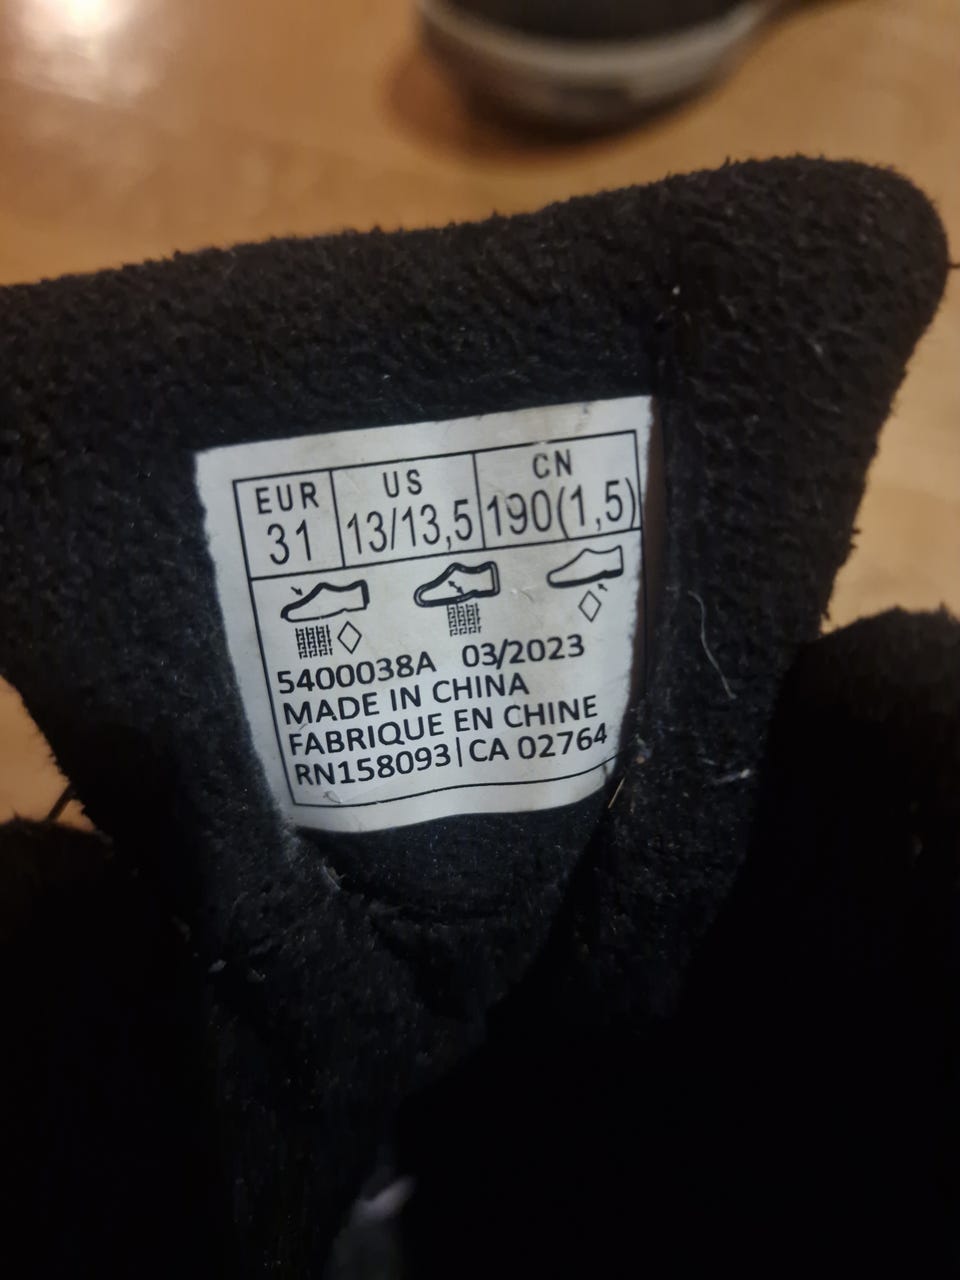 EUR US CN
31 13/13,5 190(1,5)
5400038A 03/2023
MADE IN CHINA
FABRIQUE EN CHINE
RN158093|CA 02764